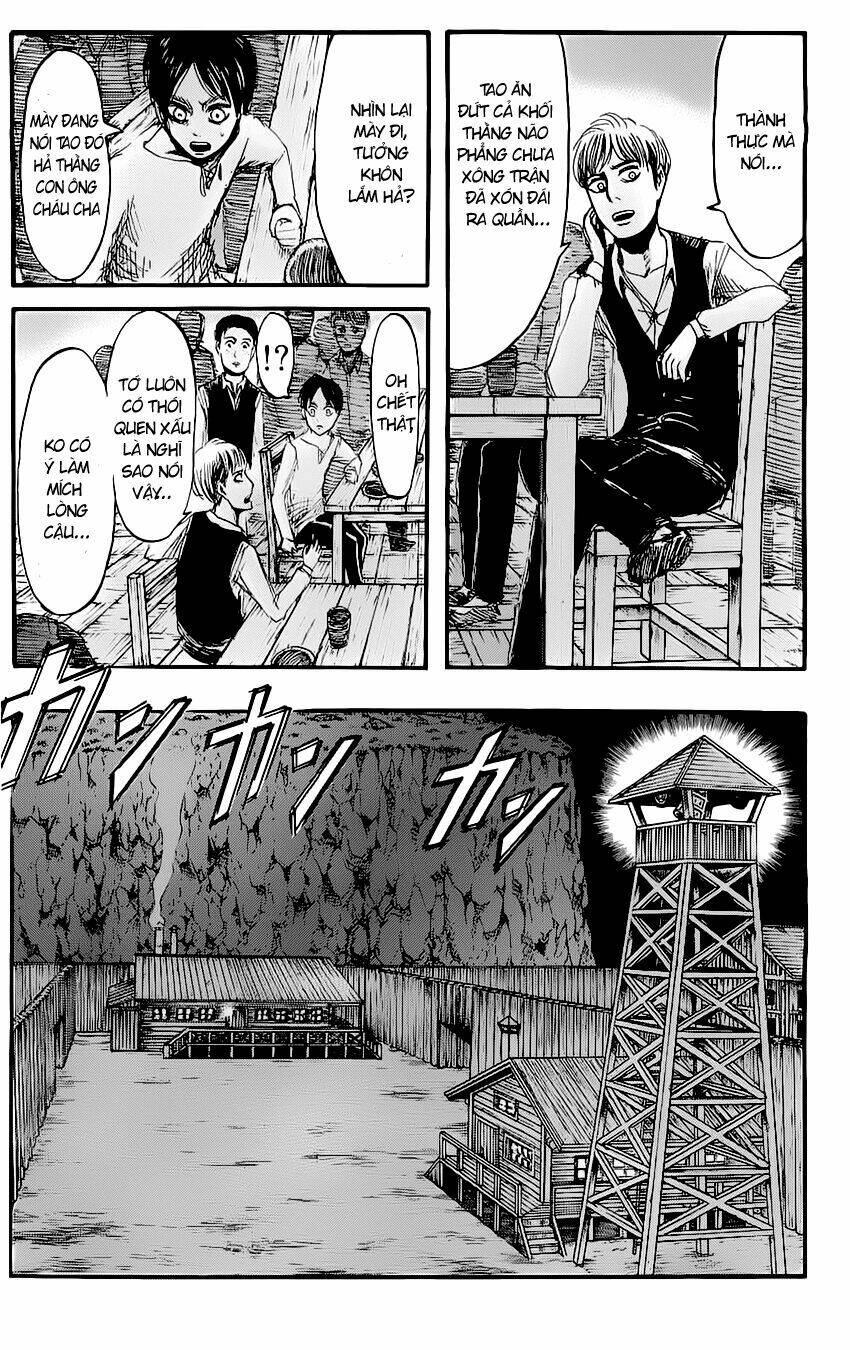 THÀNH
THỰC MÀ
NÓI...
TAO ĂN
ĐỨT CẢ KHỐI
THẰNG NÀO
PHẲNG CHƯA
XÔNG TRẬN
ĐÃ XÓN ĐÁI
RA QUẦN...
NHÌN LẠI
MÀY ĐI,
TƯỞNG
KHÔN
LẮM HẢ?
MÀY ĐANG
NÓI TAO ĐÓ
HẢ THẰNG
CON ÔNG
CHÁU CHA
OH
CHẾT
THẬT
!?
TỚ LUÔN
CÓ THÓI
QUEN XẤU
LÀ NGHĨ
SAO NÓI
VẬY..
KO CÓ
Ý LÀM
MÍCH
LÒNG
CẬU...
カン カン カン